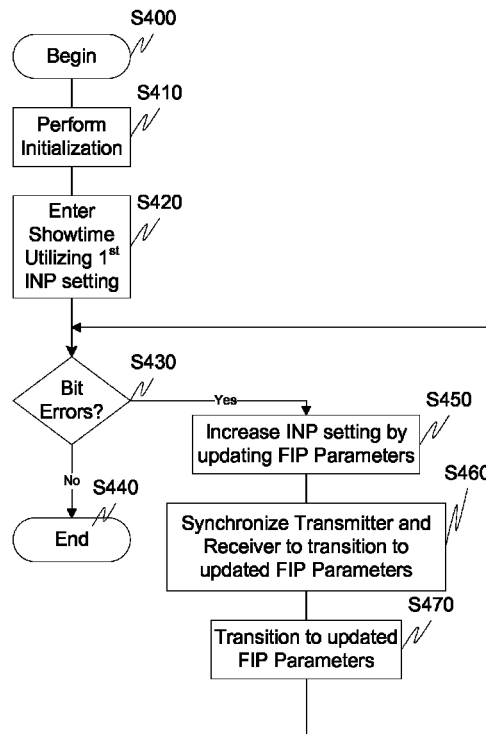 S400
Begin
S410
Perform
Initialization
S420
Enter
Showtime
Utilizing 1st
INP setting
S430
Bit
Errors?
Yes
No
S440
End
S450
Increase INP setting by
updating FIP Parameters
S460
Synchronize Transmitter and
Receiver to transition to
updated FIP Parameters
S470
Transition to updated
FIP Parameters